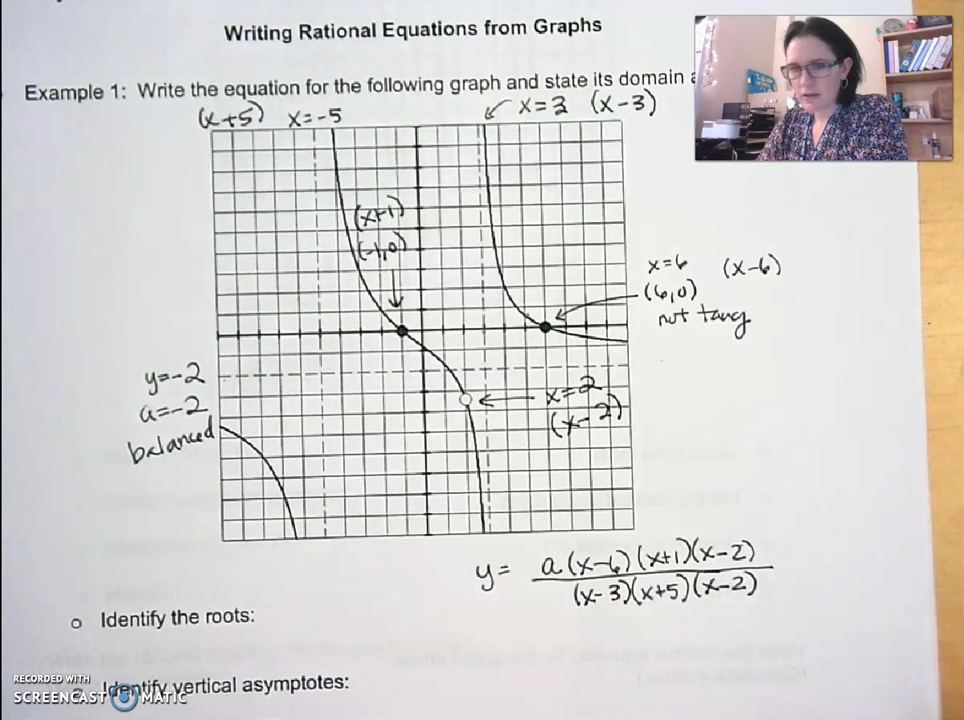 Writing Rational Equations from Graphs
Example 1: Write the equation for the following graph and state its domain a
(x+5) x=-5
x=3 (x-3)
(x+1)
(-1,0)
x=6 (x-6)
(6,0)
not tang
y=-2
a=-2
balanced
x=2
(x-2)
y= a(x-6)(x+1)(x-2)
(x-3)(x+5)(x-2)
o Identify the roots:
RECORDED WITH
SCREENCAST MATIC
Identify vertical asymptotes: